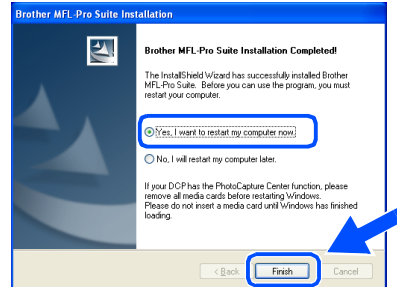 Brother MFL-Pro Suite Installation
Brother MFL-Pro Suite Installation Completed!
The InstallShield Wizard has successfully installed Brother
MFL-Pro Suite. Before you can use the program, you must
restart your computer.
Yes, I want to restart my computer now.
No, I will restart my computer later.
If your DCP has the PhotoCapture Center function, please
remove all media cards before restarting Windows.
Please do not insert a media card until Windows has finished
loading.
< Back Finish Cancel